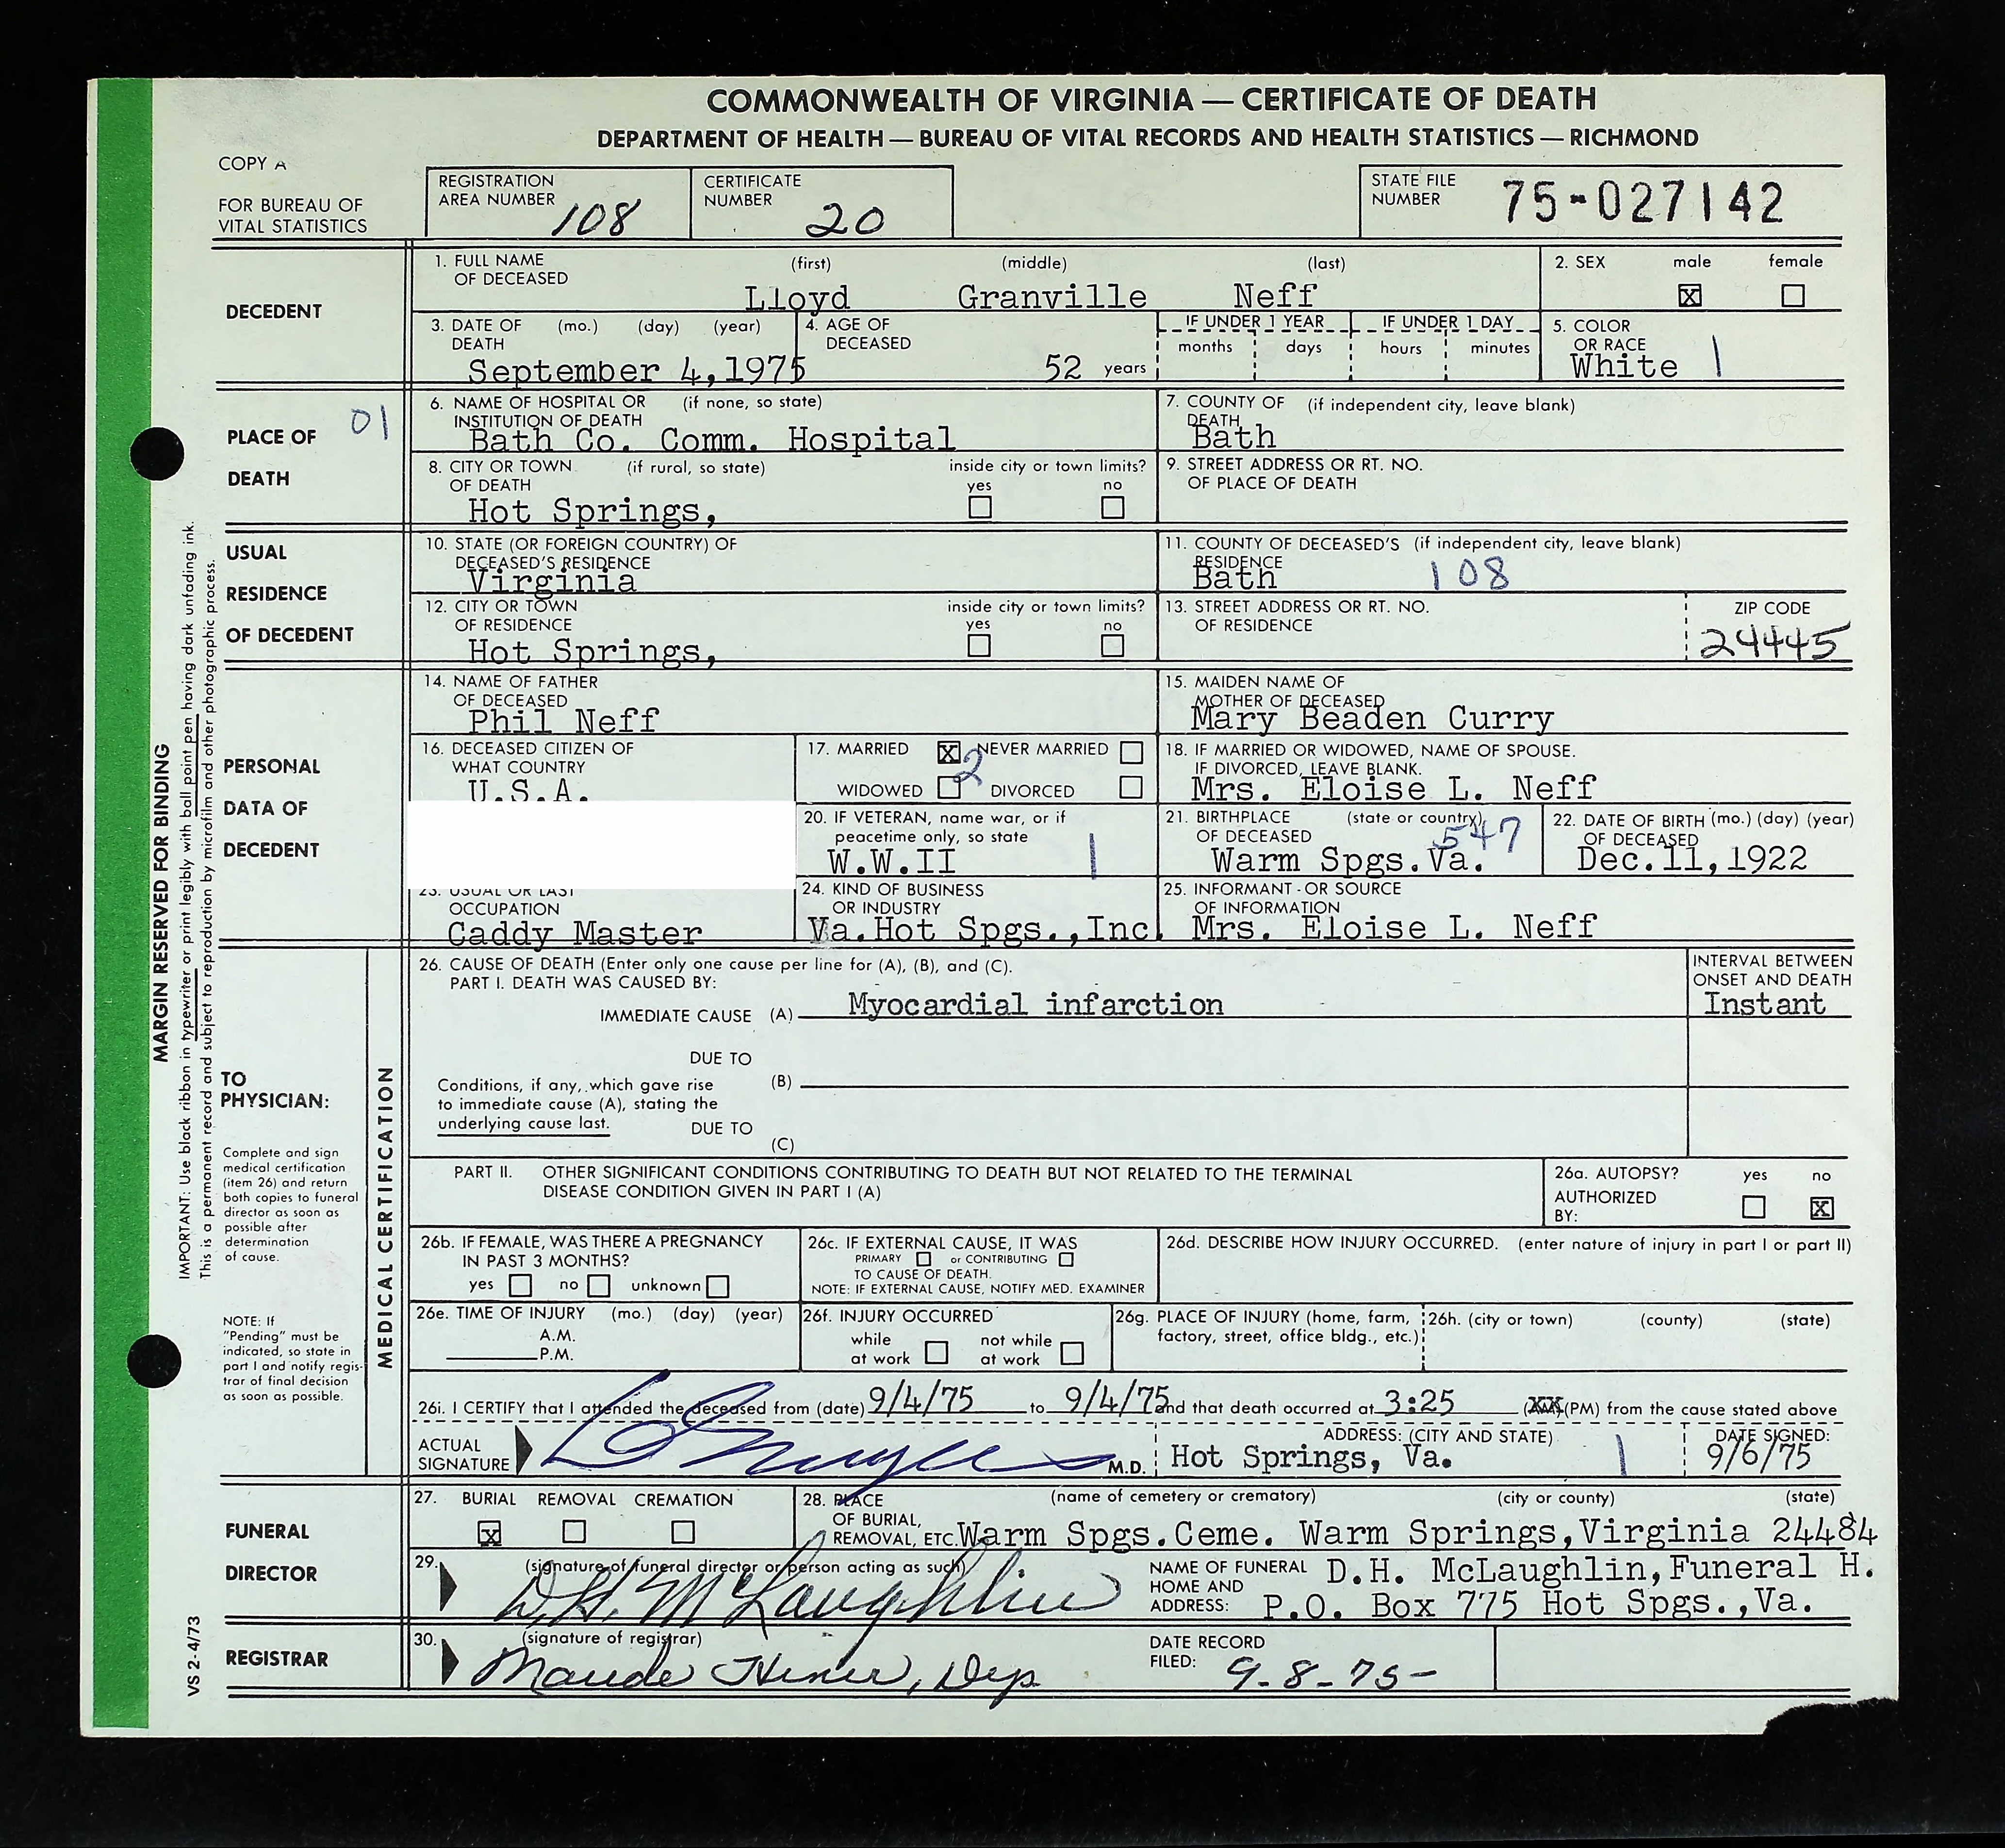 COMMONWEALTH OF VIRGINIA — CERTIFICATE OF DEATH
DEPARTMENT OF HEALTH — BUREAU OF VITAL RECORDS AND HEALTH STATISTICS — RICHMOND
COPY A
FOR BUREAU OF
VITAL STATISTICS
REGISTRATION
AREA NUMBER 108
CERTIFICATE
NUMBER 20
STATE FILE
NUMBER 75-027142
DECEDENT
1. FULL NAME (first) (middle) (last)
OF DECEASED
Lloyd Granville Neff
2. SEX male female
x
3. DATE OF (mo.) (day) (year)
DEATH
September 4, 1975
4. AGE OF
DECEASED
52 years
IF UNDER 1 YEAR
months days
IF UNDER 1 DAY
hours minutes
5. COLOR
OR RACE
White 1
PLACE OF
DEATH
01
6. NAME OF HOSPITAL OR (if none, so state)
INSTITUTION OF DEATH
Bath Co. Comm. Hospital
7. COUNTY OF (if independent city, leave blank)
DEATH
Bath
8. CITY OR TOWN (if rural, so state) inside city or town limits?
OF DEATH yes no
Hot Springs,
9. STREET ADDRESS OR RT. NO.
OF PLACE OF DEATH
USUAL
RESIDENCE
OF DECEDENT
10. STATE (OR FOREIGN COUNTRY) OF
DECEASED'S RESIDENCE
Virginia
11. COUNTY OF DECEASED'S (if independent city, leave blank)
RESIDENCE
Bath 108
12. CITY OR TOWN inside city or town limits?
OF RESIDENCE yes no
Hot Springs,
13. STREET ADDRESS OR RT. NO.
OF RESIDENCE
ZIP CODE
24445
PERSONAL
DATA OF
DECEDENT
14. NAME OF FATHER
OF DECEASED
Phil Neff
15. MAIDEN NAME OF
MOTHER OF DECEASED
Mary Beaden Curry
16. DECEASED CITIZEN OF
WHAT COUNTRY
U.S.A.
17. MARRIED x NEVER MARRIED
2
WIDOWED DIVORCED
18. IF MARRIED OR WIDOWED, NAME OF SPOUSE.
IF DIVORCED, LEAVE BLANK.
Mrs. Eloise L. Neff
20. IF VETERAN, name war, or if
peacetime only, so state
W.W.II 1
21. BIRTHPLACE (state or country)
OF DECEASED 547
Warm Spgs.Va.
22. DATE OF BIRTH (mo.) (day) (year)
OF DECEASED
Dec.11,1922
23. USUAL OR LAST
OCCUPATION
Caddy Master
24. KIND OF BUSINESS
OR INDUSTRY
Va.Hot Spgs.,Inc.
25. INFORMANT - OR SOURCE
OF INFORMATION
Mrs. Eloise L. Neff
MARGIN RESERVED FOR BINDING
IMPORTANT: Use black ribbon in typewriter or print legibly with ball point pen having dark unfading ink.
This is a permanent record and subject to reproduction by microfilm and other photographic process.
TO
PHYSICIAN:
Complete and sign
medical certification
(item 26) and return
both copies to funeral
director as soon as
possible after
determination
of cause.
NOTE: If
"Pending" must be
indicated, so state in
part I and notify regis-
trar of final decision
as soon as possible.
MEDICAL CERTIFICATION
26. CAUSE OF DEATH (Enter only one cause per line for (A), (B), and (C).
PART I. DEATH WAS CAUSED BY:
INTERVAL BETWEEN
ONSET AND DEATH
IMMEDIATE CAUSE (A) Myocardial infarction Instant
DUE TO
Conditions, if any, which gave rise (B)
to immediate cause (A), stating the
underlying cause last. DUE TO
(C)
PART II. OTHER SIGNIFICANT CONDITIONS CONTRIBUTING TO DEATH BUT NOT RELATED TO THE TERMINAL
DISEASE CONDITION GIVEN IN PART I (A)
26a. AUTOPSY? yes no
AUTHORIZED
BY: X
26b. IF FEMALE, WAS THERE A PREGNANCY
IN PAST 3 MONTHS?
yes no unknown
26c. IF EXTERNAL CAUSE, IT WAS
PRIMARY or CONTRIBUTING
TO CAUSE OF DEATH.
NOTE: IF EXTERNAL CAUSE, NOTIFY MED. EXAMINER
26d. DESCRIBE HOW INJURY OCCURRED. (enter nature of injury in part I or part II)
26e. TIME OF INJURY (mo.) (day) (year)
A.M.
P.M.
26f. INJURY OCCURRED
while not while
at work at work
26g. PLACE OF INJURY (home, farm,
factory, street, office bldg., etc.)
26h. (city or town) (county) (state)
26i. I CERTIFY that I attended the deceased from (date) 9/4/75 to 9/4/75 and that death occurred at 3:25 (PM) from the cause stated above
ACTUAL
SIGNATURE M.D.
ADDRESS: (CITY AND STATE)
Hot Springs, Va. 1
DATE SIGNED:
9/6/75
FUNERAL
DIRECTOR
27. BURIAL REMOVAL CREMATION
x
28. PLACE (name of cemetery or crematory) (city or county) (state)
OF BURIAL,
REMOVAL, ETC. Warm Spgs.Ceme. Warm Springs,Virginia 24484
29. (signature of funeral director or person acting as such)
D.H. McLaughlin
NAME OF FUNERAL D.H. McLaughlin,Funeral H.
HOME AND
ADDRESS: P.O. Box 775 Hot Spgs.,Va.
REGISTRAR
30. (signature of registrar)
Maude Hiner, Dep.
DATE RECORD
FILED: 9-8-75-
VS 2-4/73